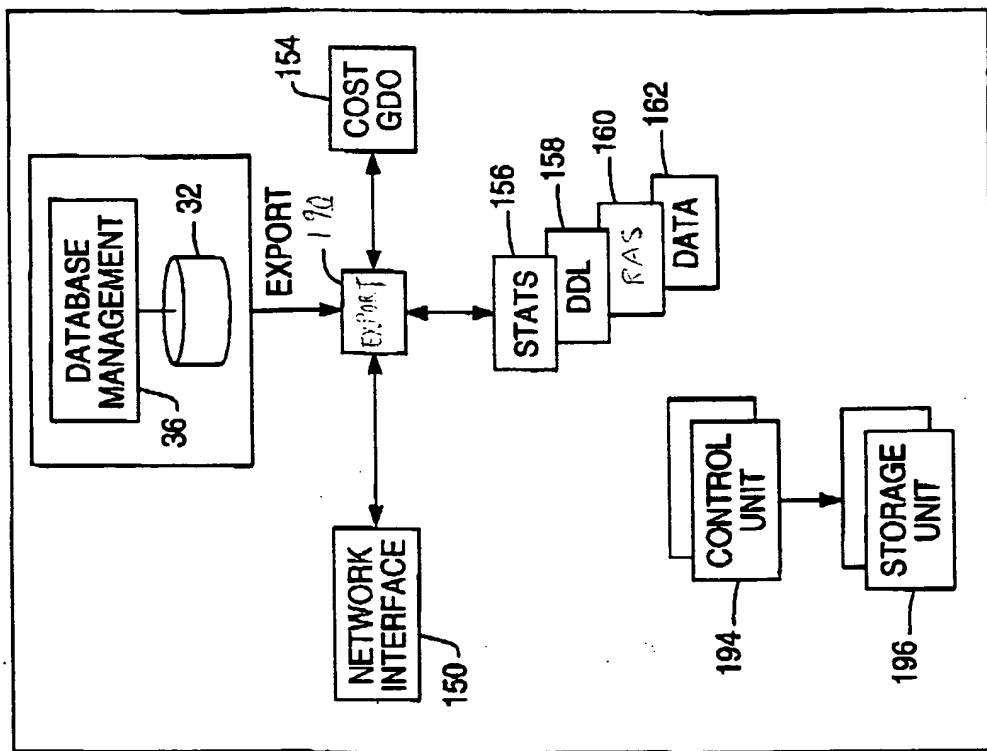 DATABASE
MANAGEMENT
36
32
EXPORT
190
EXPORT
COST
GDO
154
NETWORK
INTERFACE
150
STATS
156
DDL
158
RAS
160
DATA
162
CONTROL
UNIT
194
STORAGE
UNIT
196